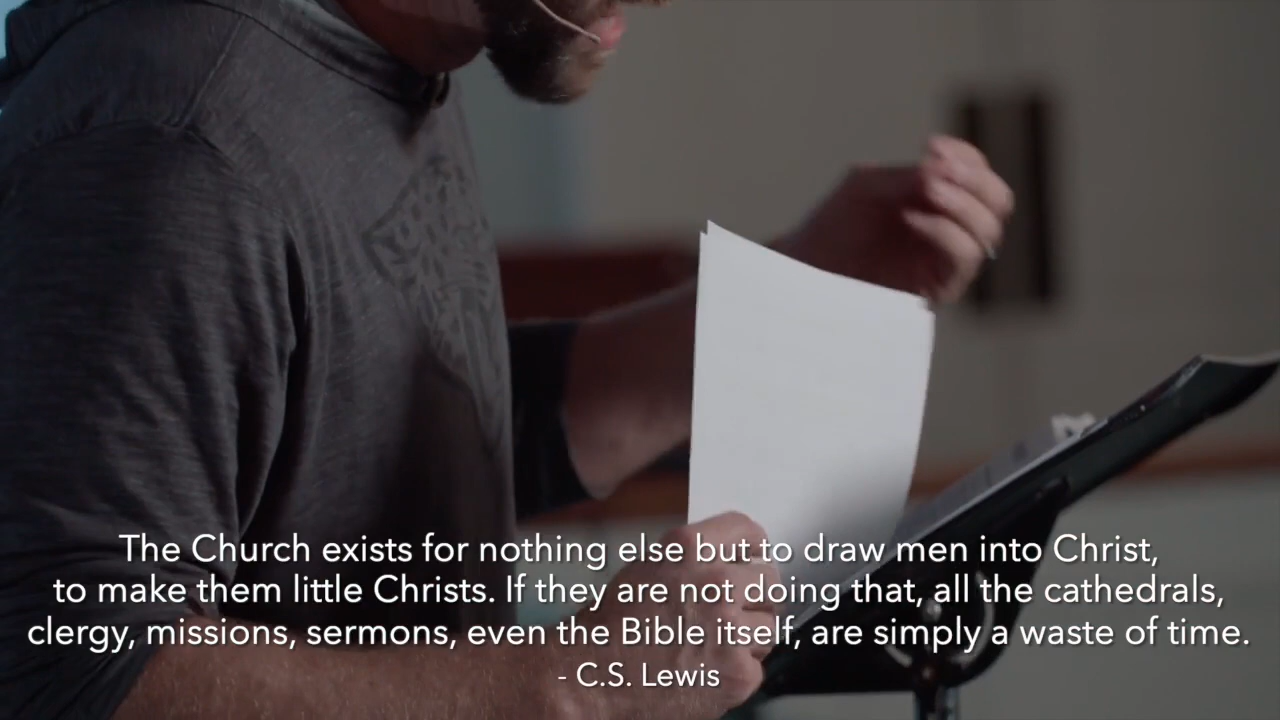 The Church exists for nothing else but to draw men into Christ,
to make them little Christs. If they are not doing that, all the cathedrals,
clergy, missions, sermons, even the Bible itself, are simply a waste of time.
- C.S. Lewis